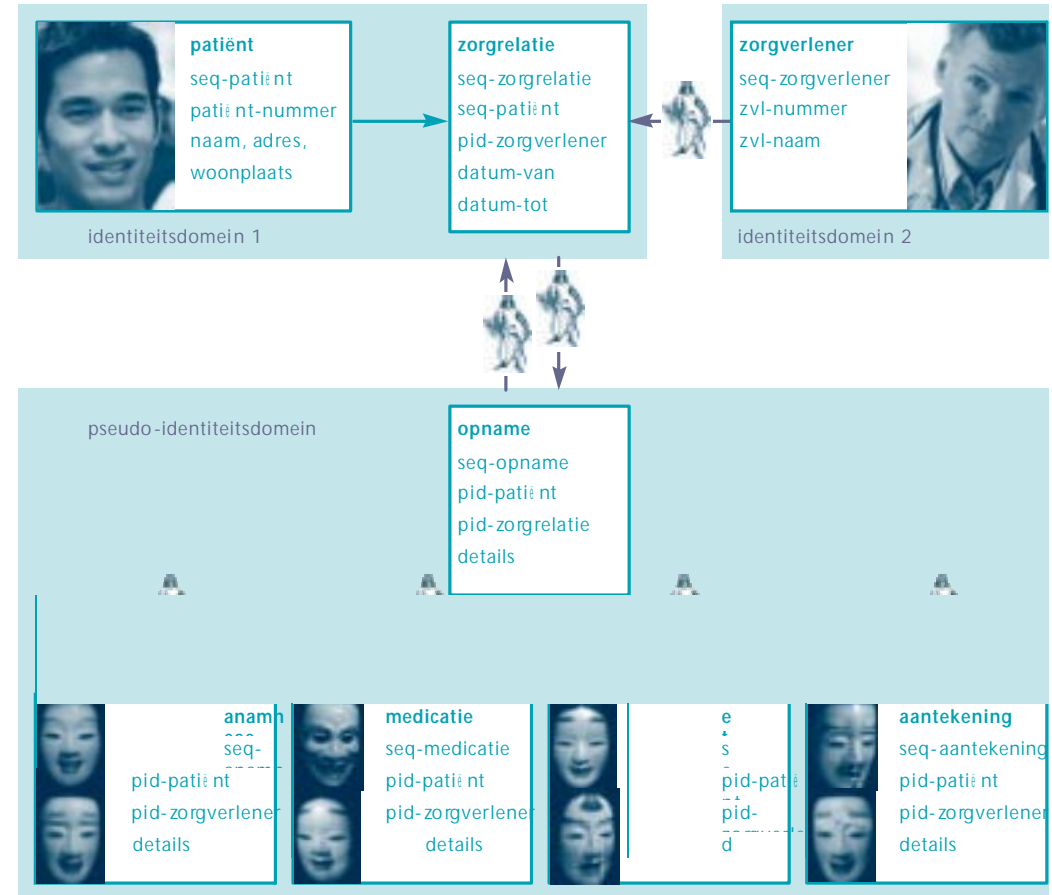 patiënt
seq-patiënt
patiënt-nummer
naam, adres,
woonplaats
zorgrelatie
seq-zorgrelatie
seq-patiënt
pid-zorgverlener
datum-van
datum-tot
zorgverlener
seq-zorgverlener
zvl-nummer
zvl-naam
identiteitsdomein 1
identiteitsdomein 2
pseudo-identiteitsdomein
opname
seq-opname
pid-patiënt
pid-zorgrelatie
details
anamn
seq-
pid-patiënt
pid-zorgverlener
details
medicatie
seq-medicatie
pid-patiënt
pid-zorgverlener
details
e
s
pid-patië
pid-
d
aantekening
seq-aantekening
pid-patiënt
pid-zorgverlener
details